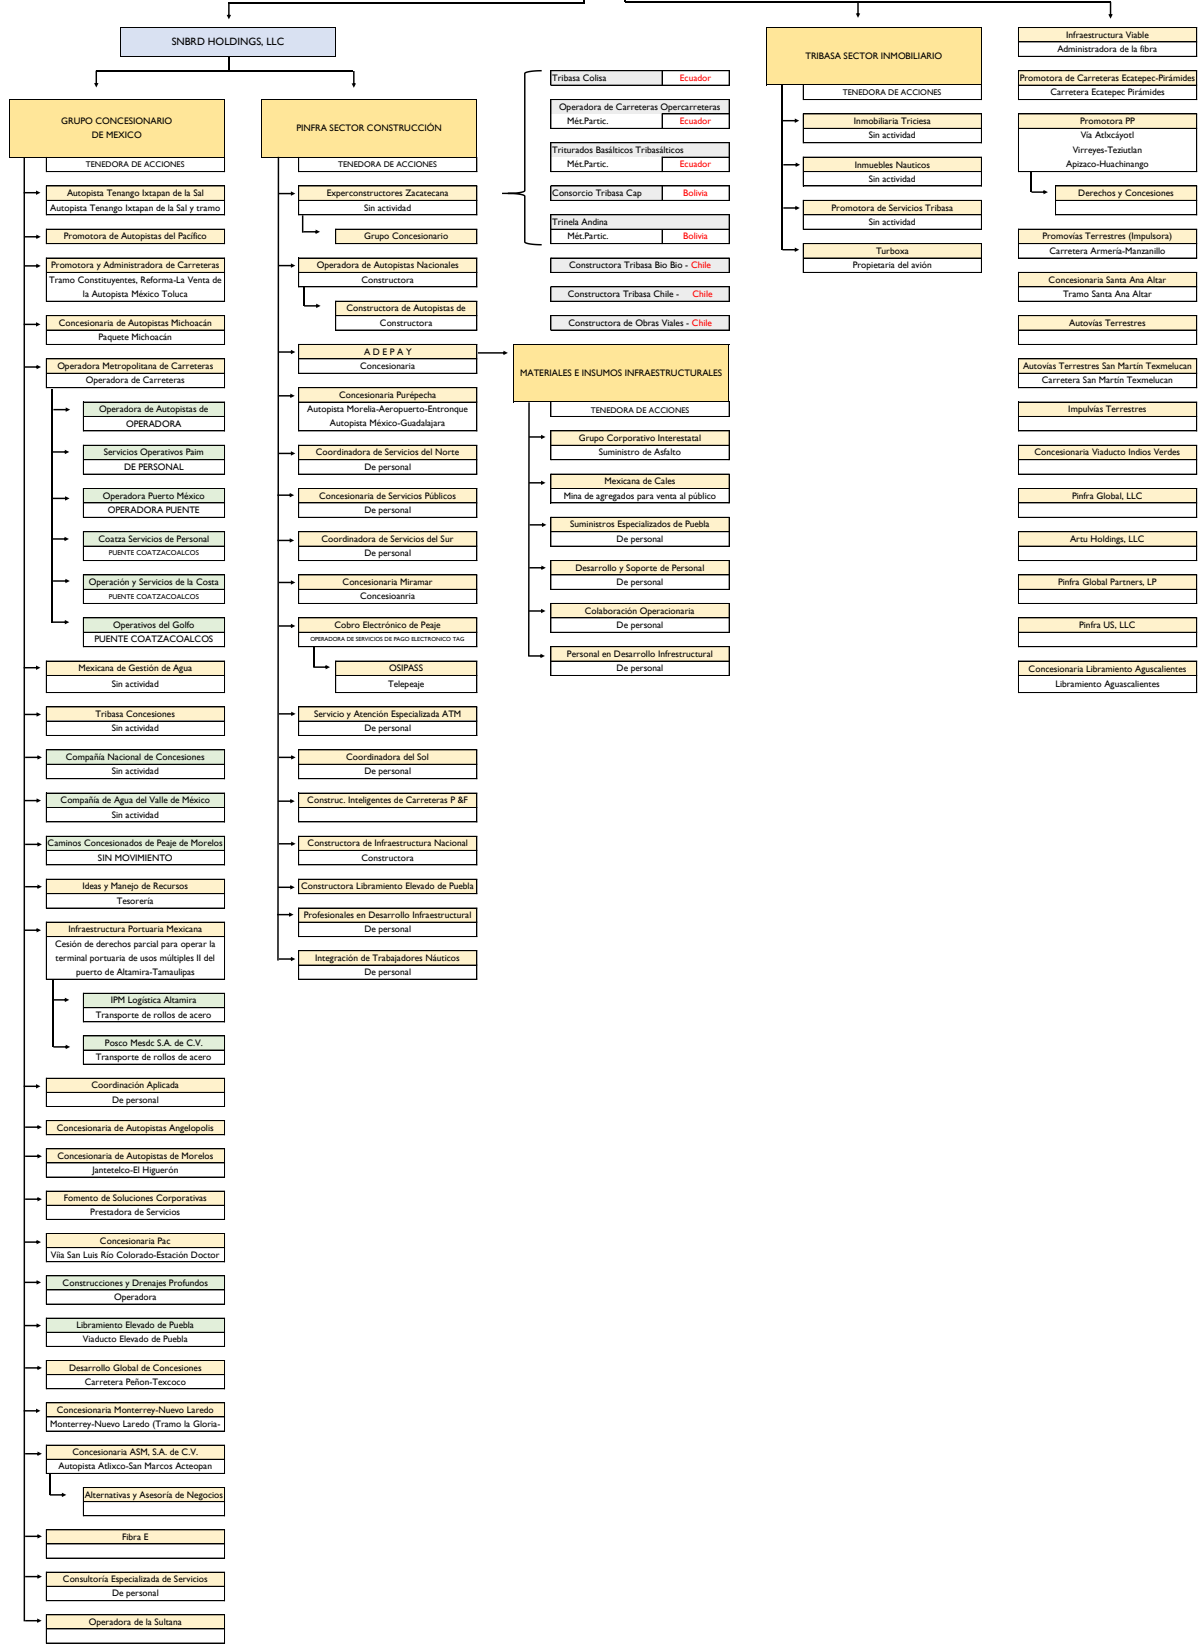 SNBRD HOLDINGS, LLC
GRUPO CONCESIONARIO
DE MEXICO
TENEDORA DE ACCIONES
Autopista Tenango Ixtapan de la Sal
Autopista Tenango Ixtapan de la Sal y tramo
Promotora de Autopistas del Pacífico
Promotora y Administradora de Carreteras
Tramo Constituyentes, Reforma-La Venta de
la Autopista México Toluca
Concesionaria de Autopistas Michoacán
Paquete Michoacán
Operadora Metropolitana de Carreteras
Operadora de Carreteras
Operadora de Autopistas de
OPERADORA
Servicios Operativos Paim
DE PERSONAL
Operadora Puerto México
OPERADORA PUENTE
Coatza Servicios de Personal
PUENTE COATZACOALCOS
Operación y Servicios de la Costa
PUENTE COATZACOALCOS
Operativos del Golfo
PUENTE COATZACOALCOS
Mexicana de Gestión de Agua
Sin actividad
Tribasa Concesiones
Sin actividad
Compañía Nacional de Concesiones
Sin actividad
Compañía de Agua del Valle de México
Sin actividad
Caminos Concesionados de Peaje de Morelos
SIN MOVIMIENTO
Ideas y Manejo de Recursos
Tesorería
Infraestructura Portuaria Mexicana
Cesión de derechos parcial para operar la
terminal portuaria de usos múltiples II del
puerto de Altamira-Tamaulipas
IPM Logística Altamira
Transporte de rollos de acero
Posco Mesdc S.A. de C.V.
Transporte de rollos de acero
Coordinación Aplicada
De personal
Concesionaria de Autopistas Angelopolis
Concesionaria de Autopistas de Morelos
Jantetelco-El Higuerón
Fomento de Soluciones Corporativas
Prestadora de Servicios
Concesionaria Pac
Viía San Luis Río Colorado-Estación Doctor
Construcciones y Drenajes Profundos
Operadora
Libramiento Elevado de Puebla
Viaducto Elevado de Puebla
Desarrollo Global de Concesiones
Carretera Peñon-Texcoco
Concesionaria Monterrey-Nuevo Laredo
Monterrey-Nuevo Laredo (Tramo la Gloria-
Concesionaria ASM, S.A. de C.V.
Autopista Atlixco-San Marcos Acteopan
Alternativas y Asesoría de Negocios
Fibra E
Consultoría Especializada de Servicios
De personal
Operadora de la Sultana
PINFRA SECTOR CONSTRUCCIÓN
TENEDORA DE ACCIONES
Experconstructores Zacatecana
Sin actividad
Grupo Concesionario
Operadora de Autopistas Nacionales
Constructora
Constructora de Autopistas de
Constructora
A D E P A Y
Concesionaria
Concesionaria Purépecha
Autopista Morelia-Aeropuerto-Entronque
Autopista México-Guadalajara
Coordinadora de Servicios del Norte
De personal
Concesionaria de Servicios Públicos
De personal
Coordinadora de Servicios del Sur
De personal
Concesionaria Miramar
Concesioanria
Cobro Electrónico de Peaje
OPERADORA DE SERVICIOS DE PAGO ELECTRONICO TAG
OSIPASS
Telepeaje
Servicio y Atención Especializada ATM
De personal
Coordinadora del Sol
De personal
Construc. Inteligentes de Carreteras P &F
Constructora de Infraestructura Nacional
Constructora
Constructora Libramiento Elevado de Puebla
Profesionales en Desarrollo Infraestructural
De personal
Integración de Trabajadores Náuticos
De personal
Tribasa Colisa Ecuador
Operadora de Carreteras Opercarreteras
Mét.Partic. Ecuador
Triturados Basálticos Tribasálticos
Mét.Partic. Ecuador
Consorcio Tribasa Cap Bolivia
Trinela Andina
Mét.Partic. Bolivia
Constructora Tribasa Bio Bio - Chile
Constructora Tribasa Chile - Chile
Constructora de Obras Viales - Chile
MATERIALES E INSUMOS INFRAESTRUCTURALES
TENEDORA DE ACCIONES
Grupo Corporativo Interestatal
Suministro de Asfalto
Mexicana de Cales
Mina de agregados para venta al público
Suministros Especializados de Puebla
De personal
Desarrollo y Soporte de Personal
De personal
Colaboración Operacionaria
De personal
Personal en Desarrollo Infrestructural
De personal
TRIBASA SECTOR INMOBILIARIO
TENEDORA DE ACCIONES
Inmobiliaria Triciesa
Sin actividad
Inmuebles Nauticos
Sin actividad
Promotora de Servicios Tribasa
Sin actividad
Turboxa
Propietaria del avión
Infraestructura Viable
Administradora de la fibra
Promotora de Carreteras Ecatepec-Pirámides
Carretera Ecatepec Pirámides
Promotora PP
Vía Atlxcáyotl
Virreyes-Teziutlan
Apizaco-Huachinango
Derechos y Concesiones
Promovías Terrestres (Impulsora)
Carretera Armería-Manzanillo
Concesionaria Santa Ana Altar
Tramo Santa Ana Altar
Autovías Terrestres
Autovías Terrestres San Martín Texmelucan
Carretera San Martín Texmelucan
Impulvías Terrestres
Concesionaria Viaducto Indios Verdes
Pinfra Global, LLC
Artu Holdings, LLC
Pinfra Global Partners, LP
Pinfra US, LLC
Concesionaria Libramiento Aguscalientes
Libramiento Aguascalientes